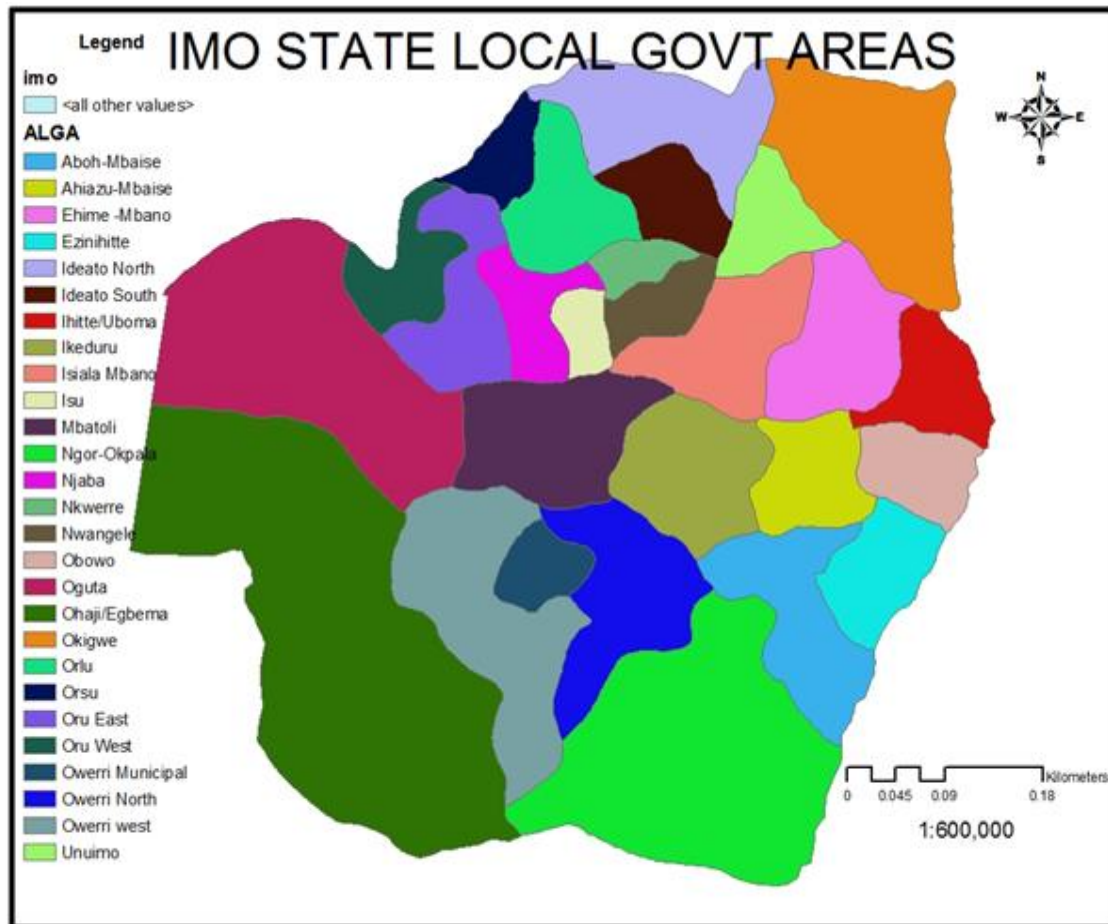 IMO STATE LOCAL GOVT AREAS
Legend
imo
<all other values>
ALGA
Aboh-Mbaise
Ahiazu-Mbaise
Ehime -Mbano
Ezinihitte
Ideato North
Ideato South
Ihitte/Uboma
Ikeduru
Isiala Mbano
Isu
Mbatoli
Ngor-Okpala
Njaba
Nkwerre
Nwangele
Obowo
Oguta
Ohaji/Egbema
Okigwe
Orlu
Orsu
Oru East
Oru West
Owerri Municipal
Owerri North
Owerri west
Unuimo
N
W E
S
Kilometers
0 0.045 0.09 0.18
1:600,000